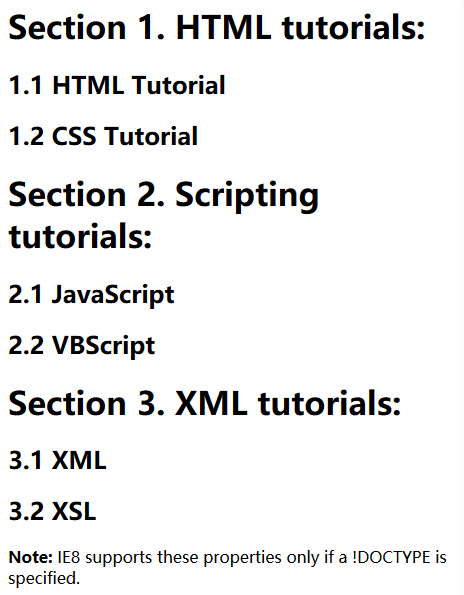 Section 1. HTML tutorials:
1.1 HTML Tutorial
1.2 CSS Tutorial
Section 2. Scripting
tutorials:
2.1 JavaScript
2.2 VBScript
Section 3. XML tutorials:
3.1 XML
3.2 XSL
Note: IE8 supports these properties only if a !DOCTYPE is
specified.